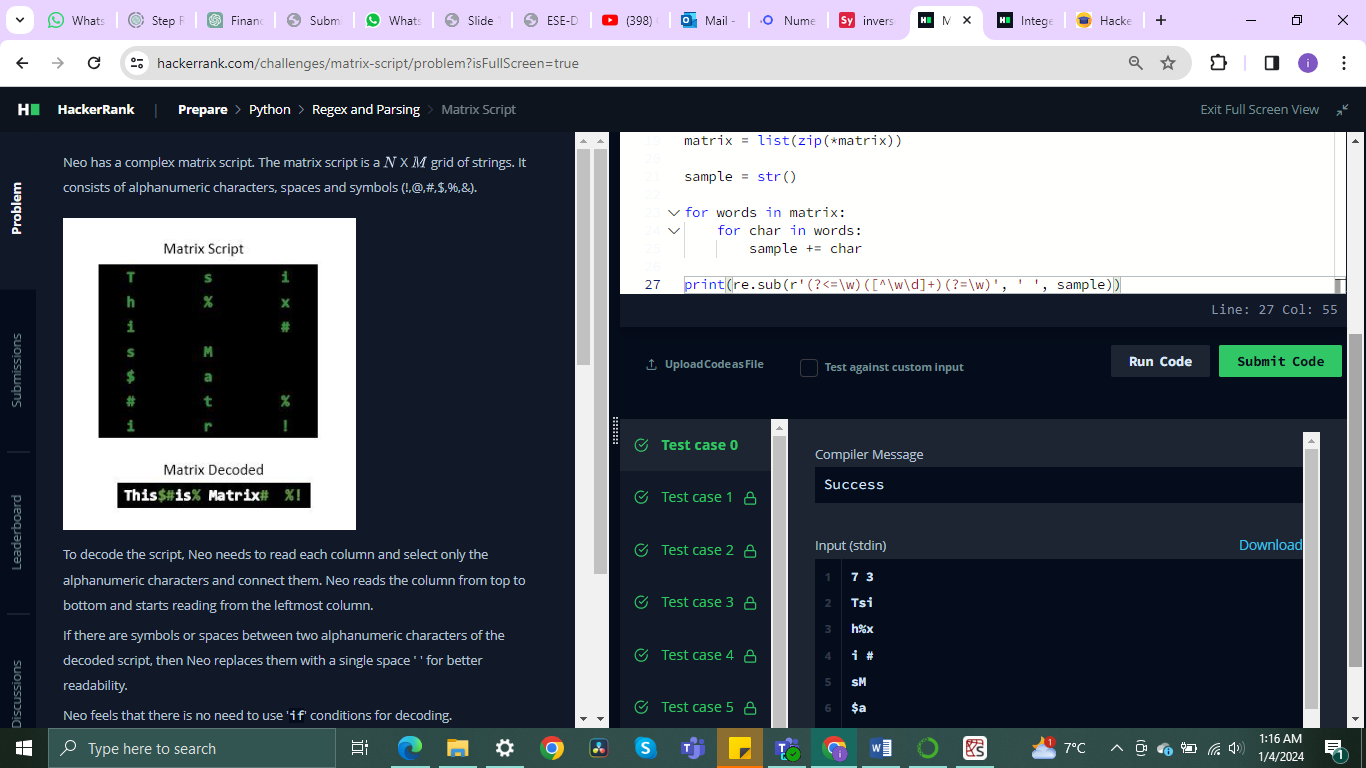 Whats
Step F
Financ
Subm
Whats
Slide
ESE-D
(398)
Mail -
Nume
Sy invers
M
Intege
Hacke
hackerrank.com/challenges/matrix-script/problem?isFullScreen=true
HackerRank | Prepare > Python > Regex and Parsing > Matrix Script
Exit Full Screen View
Problem
Submissions
Leaderboard
Discussions
Neo has a complex matrix script. The matrix script is a N X M grid of strings. It
consists of alphanumeric characters, spaces and symbols (!,@,#,$,%,&).
Matrix Script
T s i
h % x
i #
s M
$ a
# t %
i r !
Matrix Decoded
This$#is% Matrix#  %!
To decode the script, Neo needs to read each column and select only the
alphanumeric characters and connect them. Neo reads the column from top to
bottom and starts reading from the leftmost column.
If there are symbols or spaces between two alphanumeric characters of the
decoded script, then Neo replaces them with a single space ' ' for better
readability.
Neo feels that there is no need to use 'if' conditions for decoding.
matrix = list(zip(*matrix))
sample = str()
for words in matrix:
for char in words:
sample += char
27 print(re.sub(r'(?<=\w)([^\w\d]+)(?=\w)', ' ', sample))
Line: 27 Col: 55
Upload Code as File
Test against custom input
Run Code
Submit Code
Test case 0
Test case 1
Test case 2
Test case 3
Test case 4
Test case 5
Compiler Message
Success
Input (stdin)
Download
1 7 3
2 Tsi
3 h%x
4 i #
5 sM
6 $a
Type here to search
7°C
1:16 AM
1/4/2024
1